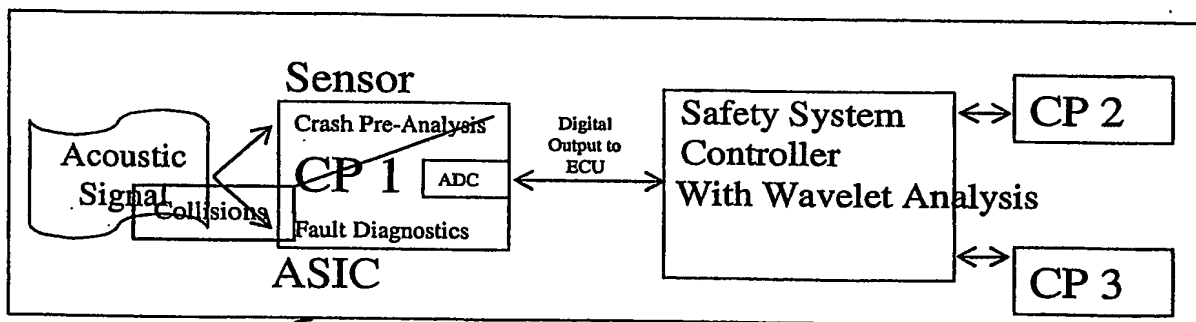 Sensor
Crash Pre-Analysis
Acoustic
Signal
Collisions
CP 1
ADC
Fault Diagnostics
ASIC
Digital
Output to
ECU
Safety System
Controller
With Wavelet Analysis
CP 2
CP 3